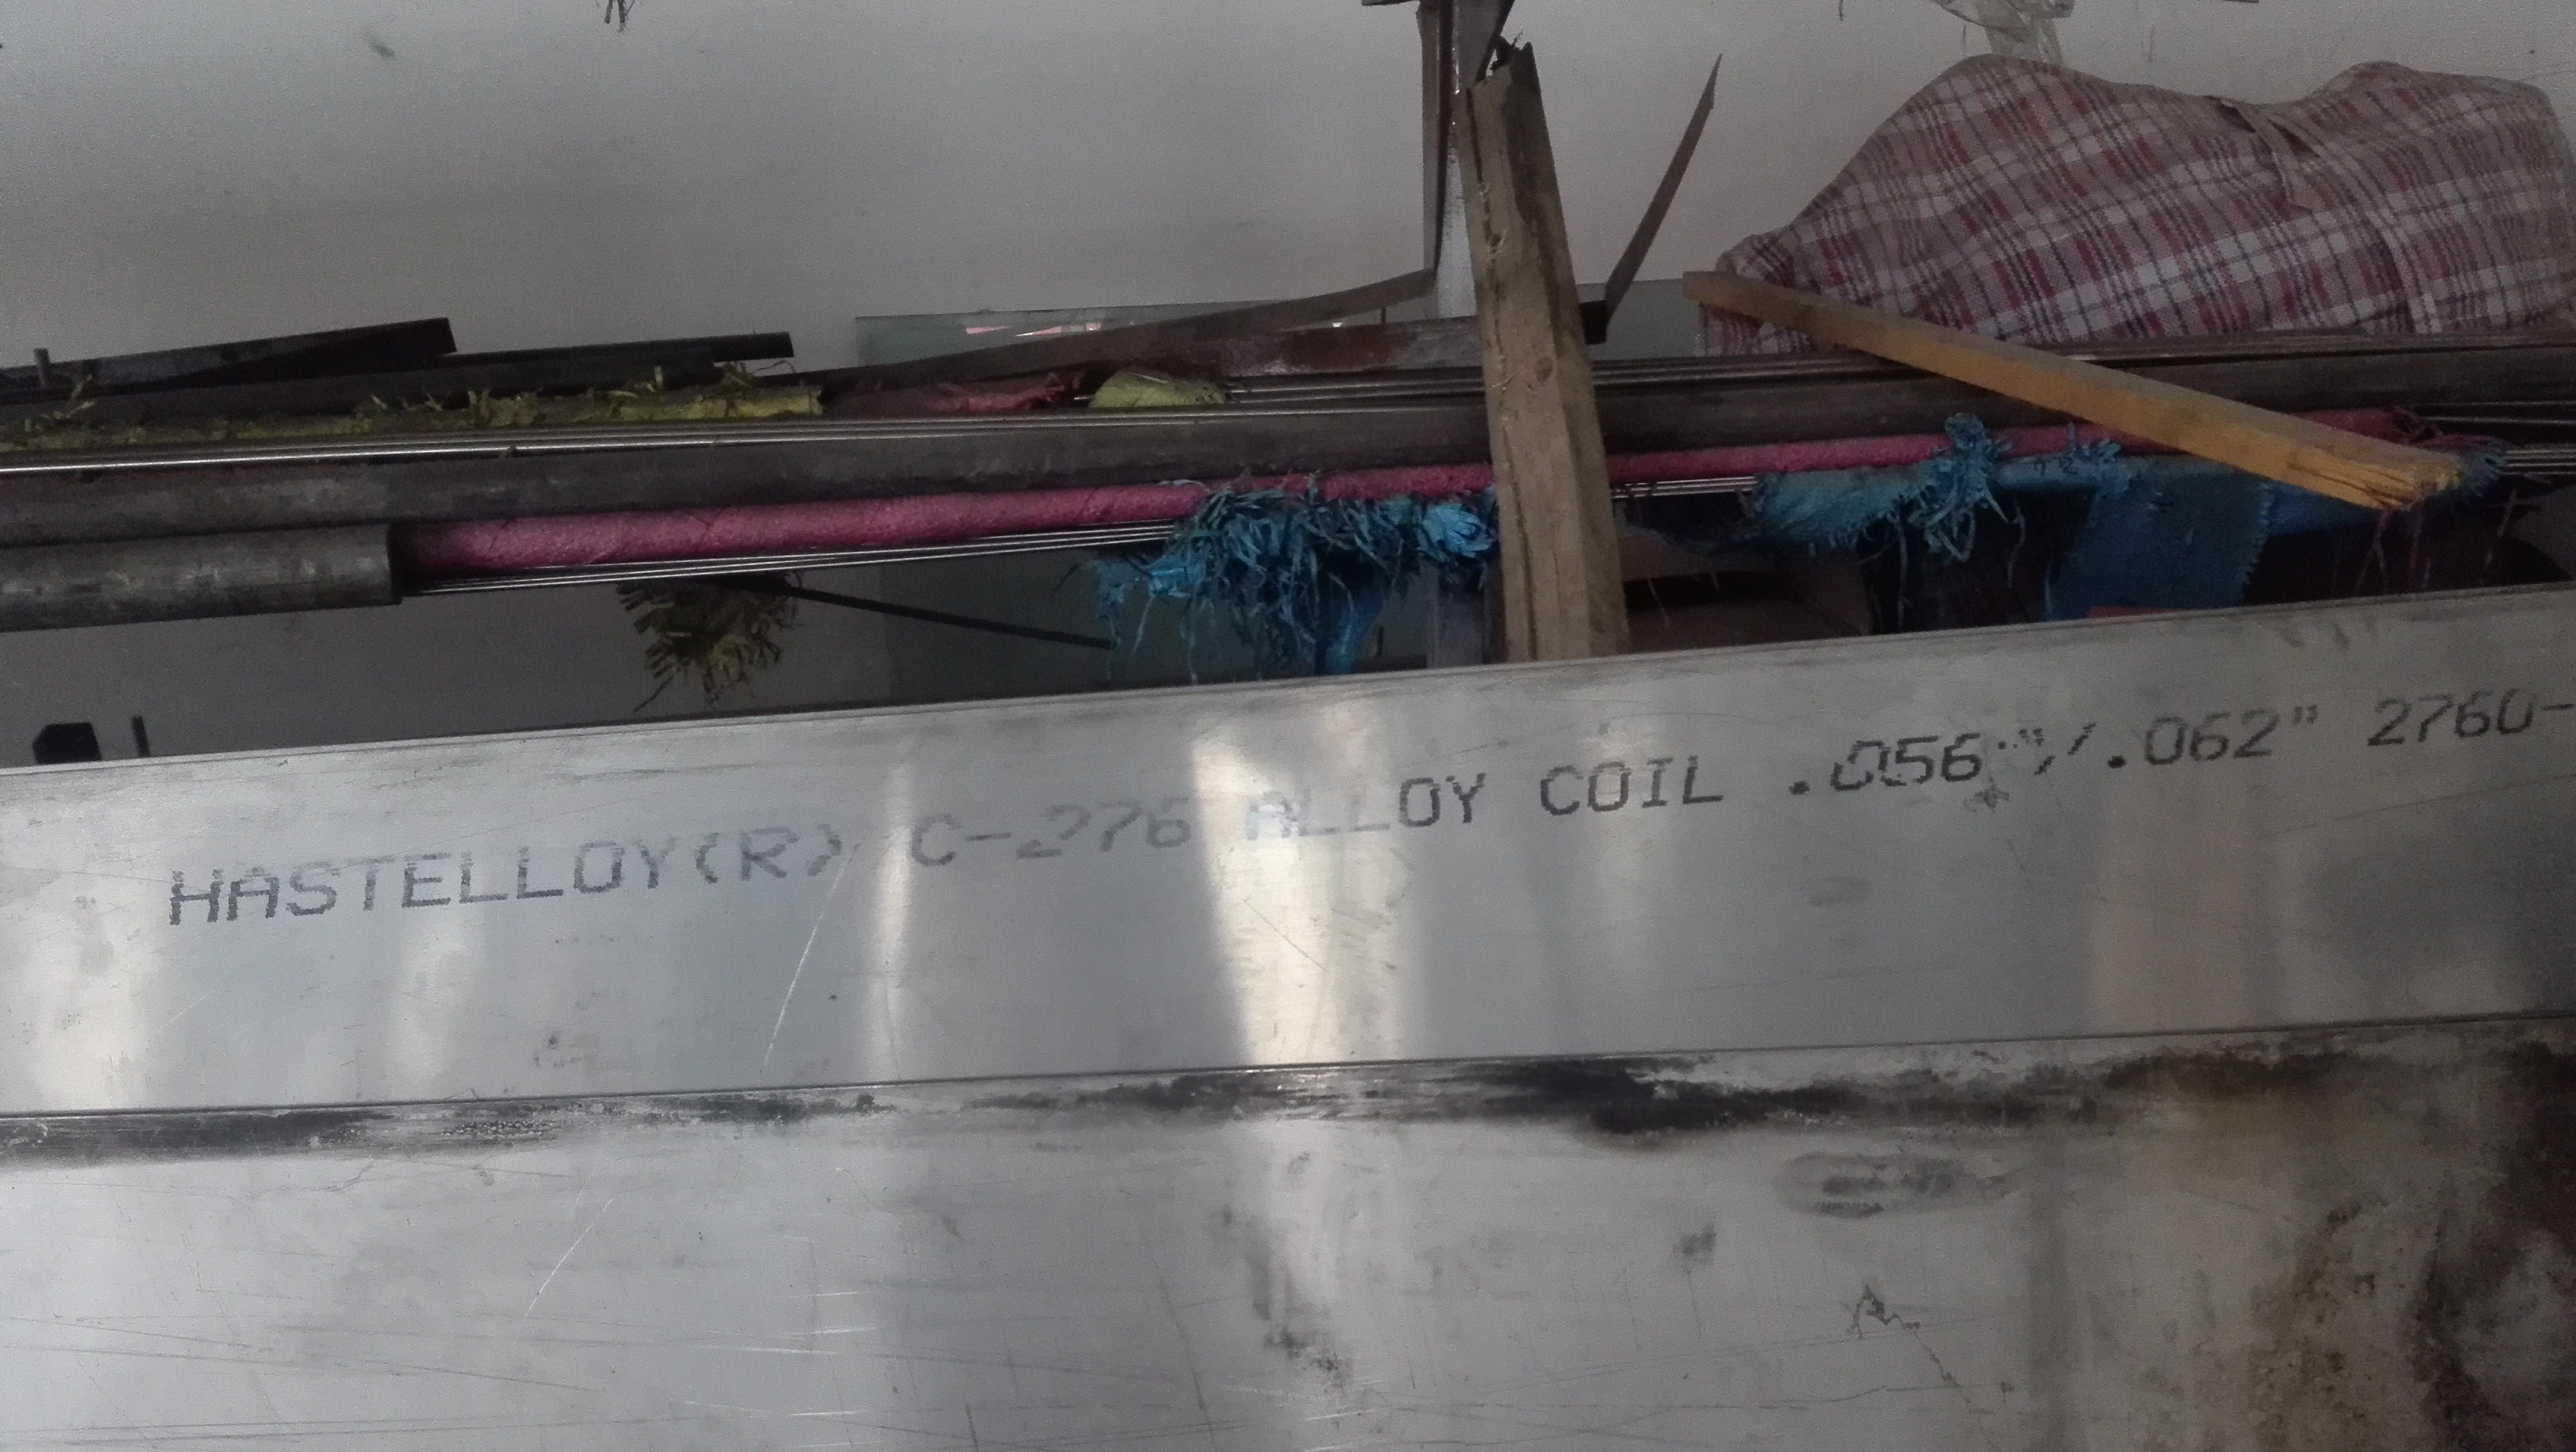 HASTELLOY(R) C-276 ALLOY COIL .056"/.062" 2760-